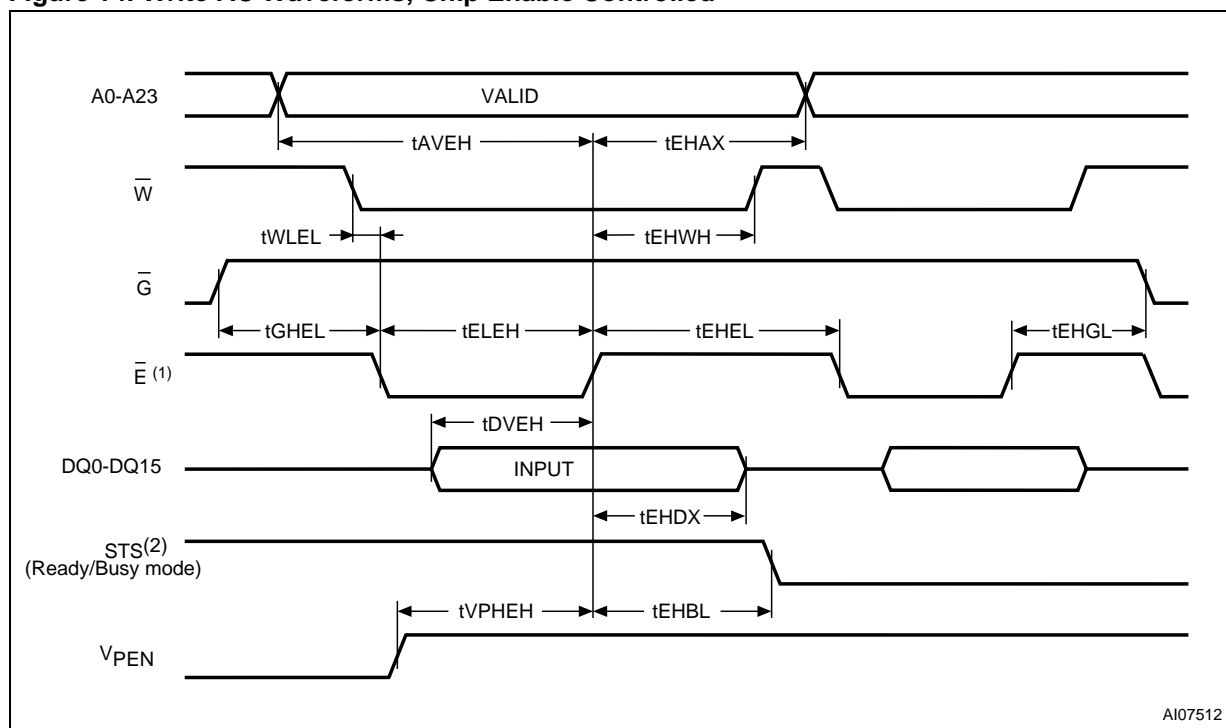 A0-A23
VALID
tAVEH
tEHAX
W
tWLEL
tEHWH
G
tGHEL
tELEH
tEHEL
tEHGL
E (1)
tDVEH
DQ0-DQ15
INPUT
tEHDX
STS(2)
(Ready/Busy mode)
tVPHEH
tEHBL
VPEN
AI07512